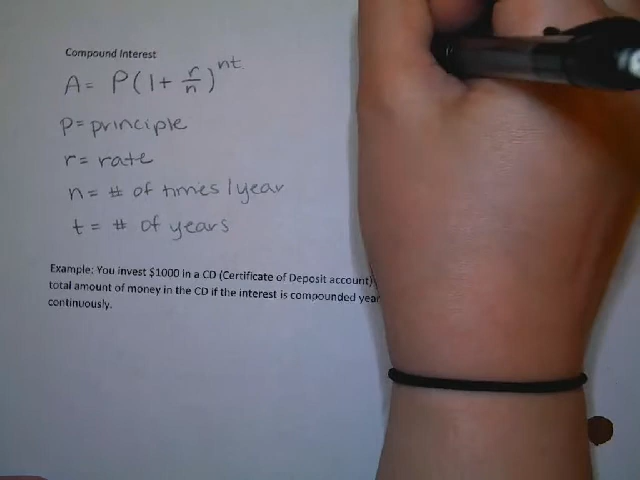 Compound Interest
A = P(1 + r/n)^nt
P = principle
r = rate
n = # of times / year
t = # of years
Example: You invest $1000 in a CD (Certificate of Deposit account)
total amount of money in the CD if the interest is compounded
continuously.